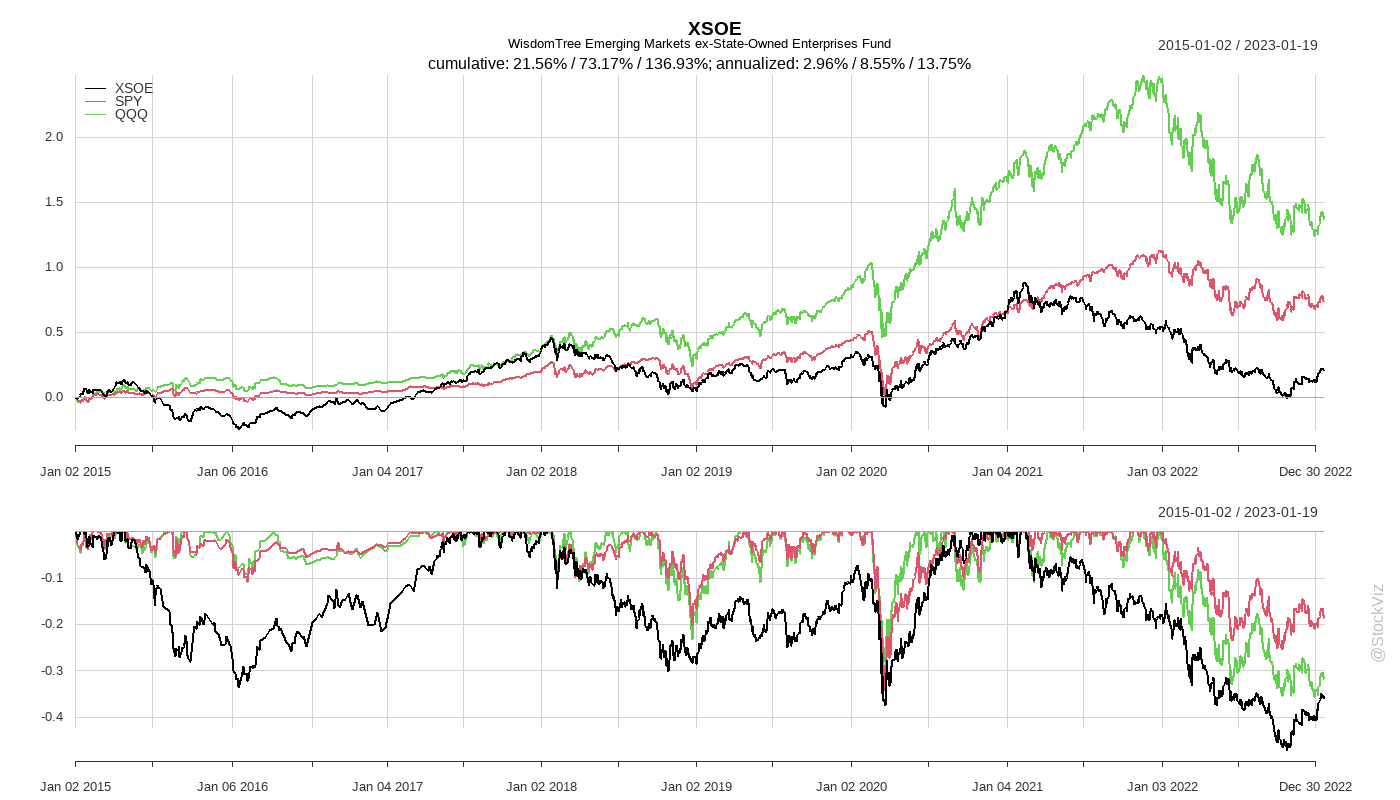 XSOE
WisdomTree Emerging Markets ex-State-Owned Enterprises Fund
2015-01-02 / 2023-01-19
cumulative: 21.56% / 73.17% / 136.93%; annualized: 2.96% / 8.55% / 13.75%
XSOE
SPY
QQQ
2.0
1.5
1.0
0.5
0.0
Jan 02 2015 Jan 06 2016 Jan 04 2017 Jan 02 2018 Jan 02 2019 Jan 02 2020 Jan 04 2021 Jan 03 2022 Dec 30 2022
2015-01-02 / 2023-01-19
-0.1
-0.2
-0.3
-0.4
Jan 02 2015 Jan 06 2016 Jan 04 2017 Jan 02 2018 Jan 02 2019 Jan 02 2020 Jan 04 2021 Jan 03 2022 Dec 30 2022
@StockViz